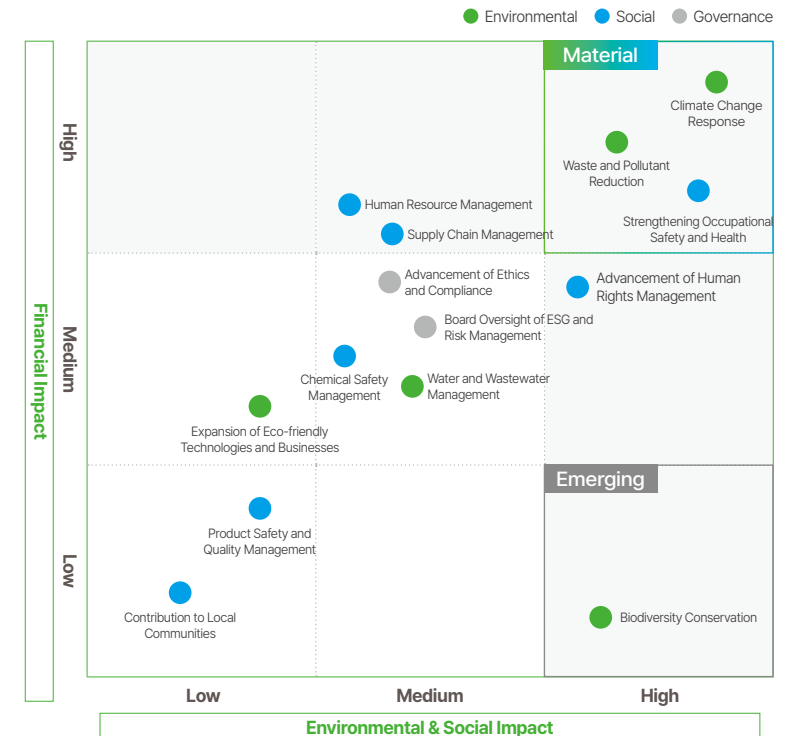 Environmental
Social
Governance
Material
Climate Change
Response
Waste and Pollutant
Reduction
Strengthening Occupational
Safety and Health
High
Human Resource Management
Supply Chain Management
Advancement of Ethics
and Compliance
Advancement of Human
Rights Management
Board Oversight of ESG and
Risk Management
Financial Impact
Medium
Chemical Safety
Management
Water and Wastewater
Management
Expansion of Eco-friendly
Technologies and Businesses
Emerging
Product Safety and
Quality Management
Low
Contribution to Local
Communities
Biodiversity Conservation
Low
Medium
High
Environmental & Social Impact